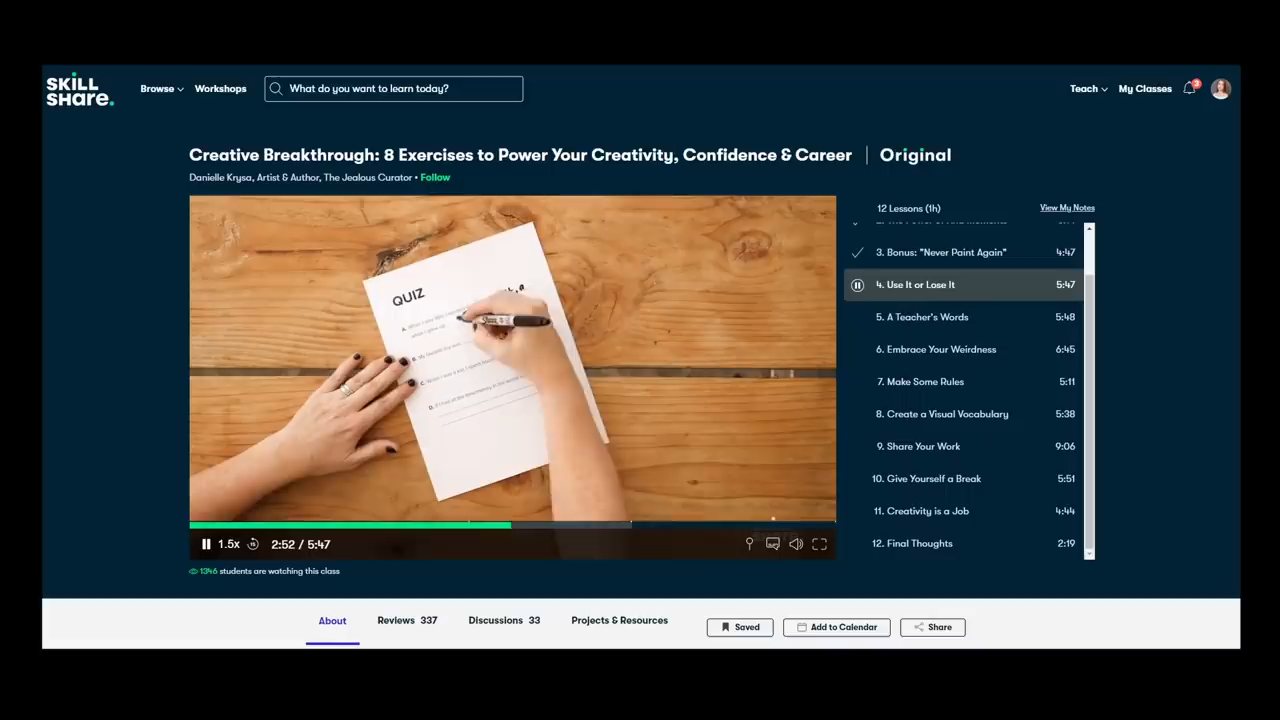 SKILL
SHARE.
Browse
Workshops
What do you want to learn today?
Teach
My Classes
3
Creative Breakthrough: 8 Exercises to Power Your Creativity, Confidence & Career | Original
Danielle Krysa, Artist & Author, The Jealous Curator • Follow
12 Lessons (1h)
View My Notes
3. Bonus: "Never Paint Again" 4:47
4. Use It or Lose It 5:47
5. A Teacher's Words 5:48
6. Embrace Your Weirdness 6:45
7. Make Some Rules 5:11
8. Create a Visual Vocabulary 5:38
9. Share Your Work 9:06
10. Give Yourself a Break 5:51
11. Creativity is a Job 4:44
12. Final Thoughts 2:19
QUIZ
A.
B.
C.
D.
1.5x
15
2:52 / 5:47
1346 students are watching this class
About
Reviews 337
Discussions 33
Projects & Resources
Saved
Add to Calendar
Share